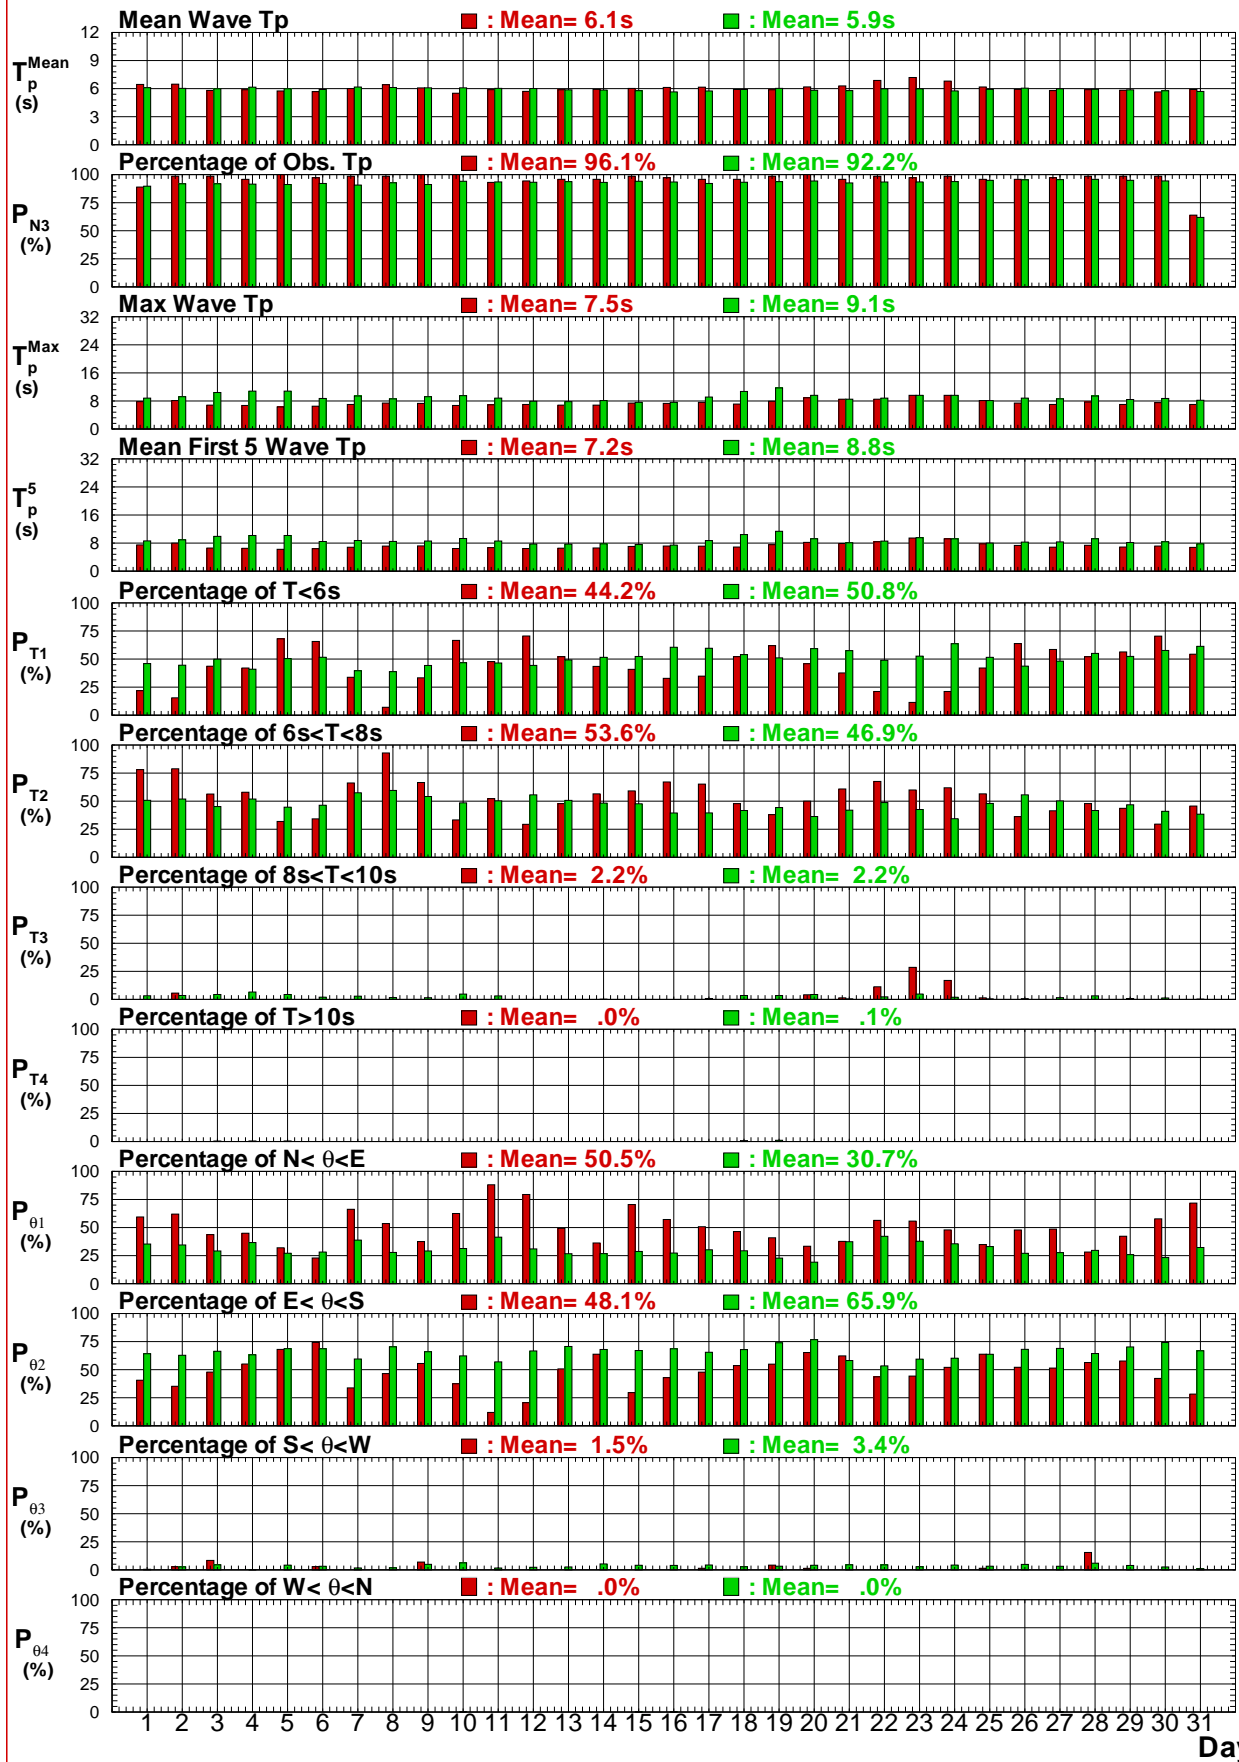 Mean Wave Tp : Mean= 6.1s : Mean= 5.9s
12
9
6
3
0
T_p^Mean
(s)
Percentage of Obs. Tp : Mean= 96.1% : Mean= 92.2%
100
75
50
25
0
P_N3
(%)
Max Wave Tp : Mean= 7.5s : Mean= 9.1s
32
24
16
8
0
T_p^Max
(s)
Mean First 5 Wave Tp : Mean= 7.2s : Mean= 8.8s
32
24
16
8
0
T_p^5
(s)
Percentage of T<6s : Mean= 44.2% : Mean= 50.8%
100
75
50
25
0
P_T1
(%)
Percentage of 6s<T<8s : Mean= 53.6% : Mean= 46.9%
100
75
50
25
0
P_T2
(%)
Percentage of 8s<T<10s : Mean= 2.2% : Mean= 2.2%
100
75
50
25
0
P_T3
(%)
Percentage of T>10s : Mean= .0% : Mean= .1%
100
75
50
25
0
P_T4
(%)
Percentage of N< θ<E : Mean= 50.5% : Mean= 30.7%
100
75
50
25
0
P_θ1
(%)
Percentage of E< θ<S : Mean= 48.1% : Mean= 65.9%
100
75
50
25
0
P_θ2
(%)
Percentage of S< θ<W : Mean= 1.5% : Mean= 3.4%
100
75
50
25
0
P_θ3
(%)
Percentage of W< θ<N : Mean= .0% : Mean= .0%
100
75
50
25
0
P_θ4
(%)
1 2 3 4 5 6 7 8 9 10 11 12 13 14 15 16 17 18 19 20 21 22 23 24 25 26 27 28 29 30 31
Day